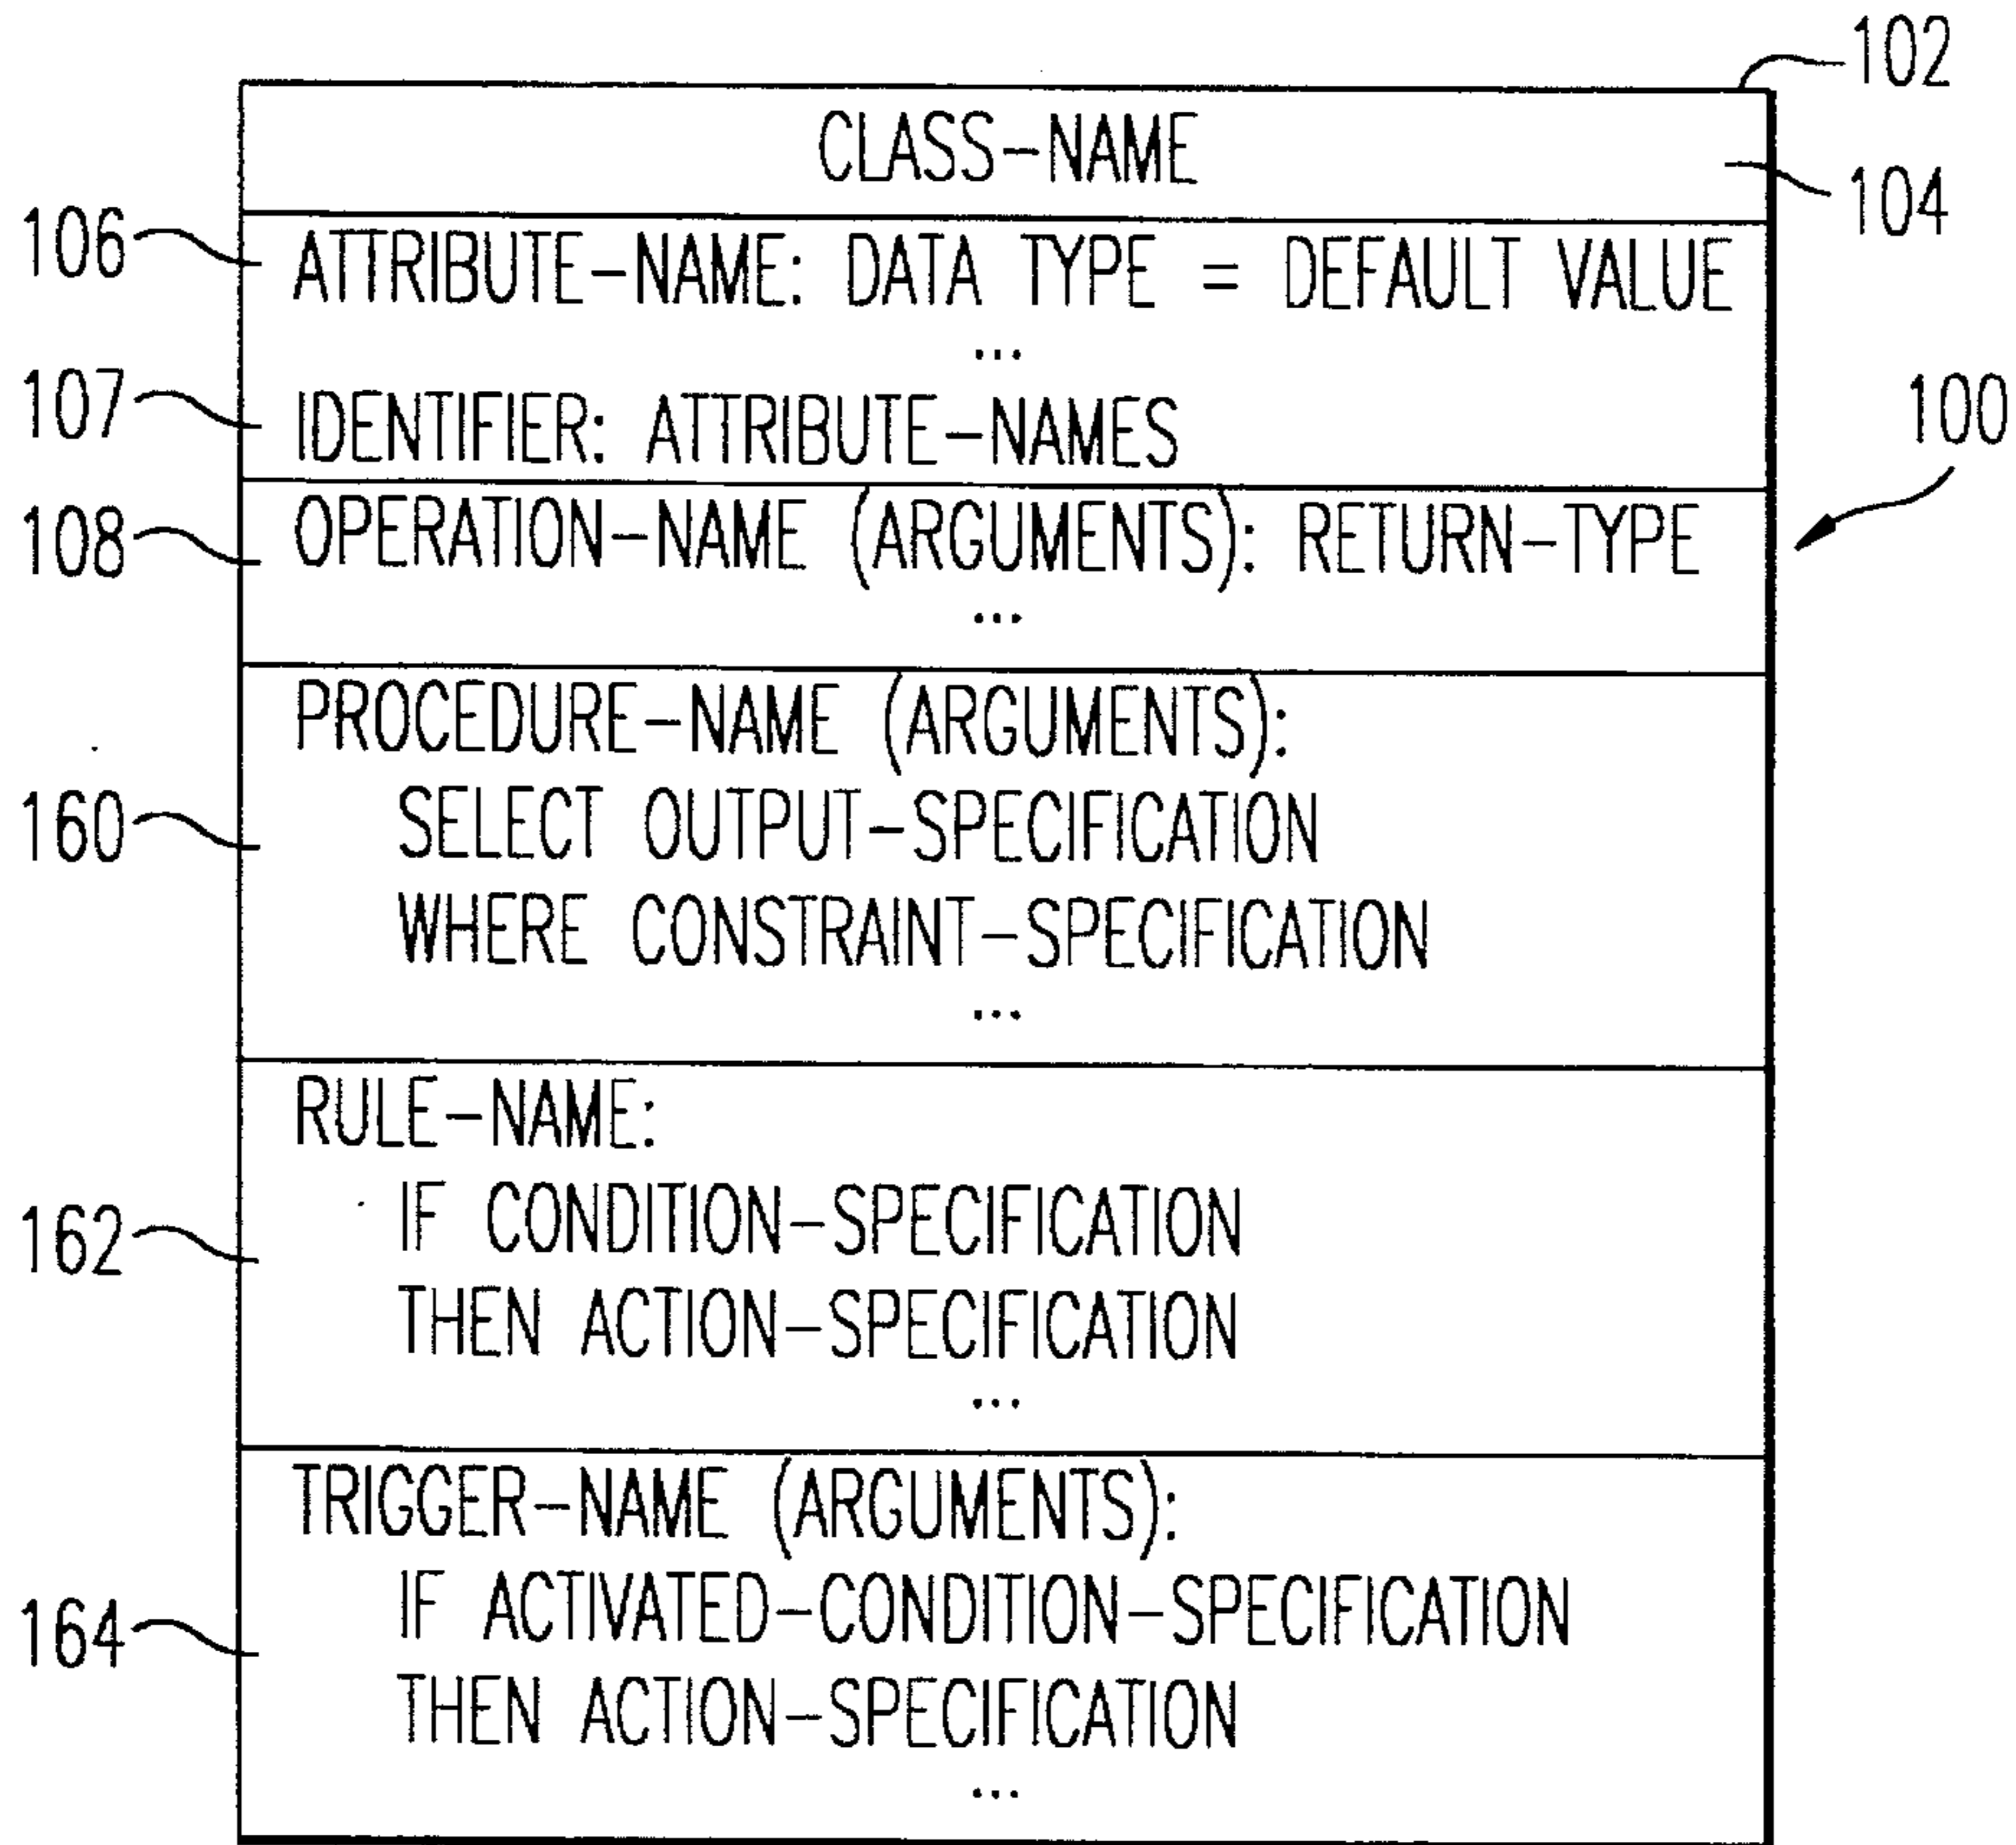 102
CLASS-NAME
104
106
ATTRIBUTE-NAME: DATA TYPE = DEFAULT VALUE
...
107
IDENTIFIER: ATTRIBUTE-NAMES
100
108
OPERATION-NAME (ARGUMENTS): RETURN-TYPE
...
PROCEDURE-NAME (ARGUMENTS):
160
SELECT OUTPUT-SPECIFICATION
WHERE CONSTRAINT-SPECIFICATION
...
RULE-NAME:
162
IF CONDITION-SPECIFICATION
THEN ACTION-SPECIFICATION
...
TRIGGER-NAME (ARGUMENTS):
164
IF ACTIVATED-CONDITION-SPECIFICATION
THEN ACTION-SPECIFICATION
...